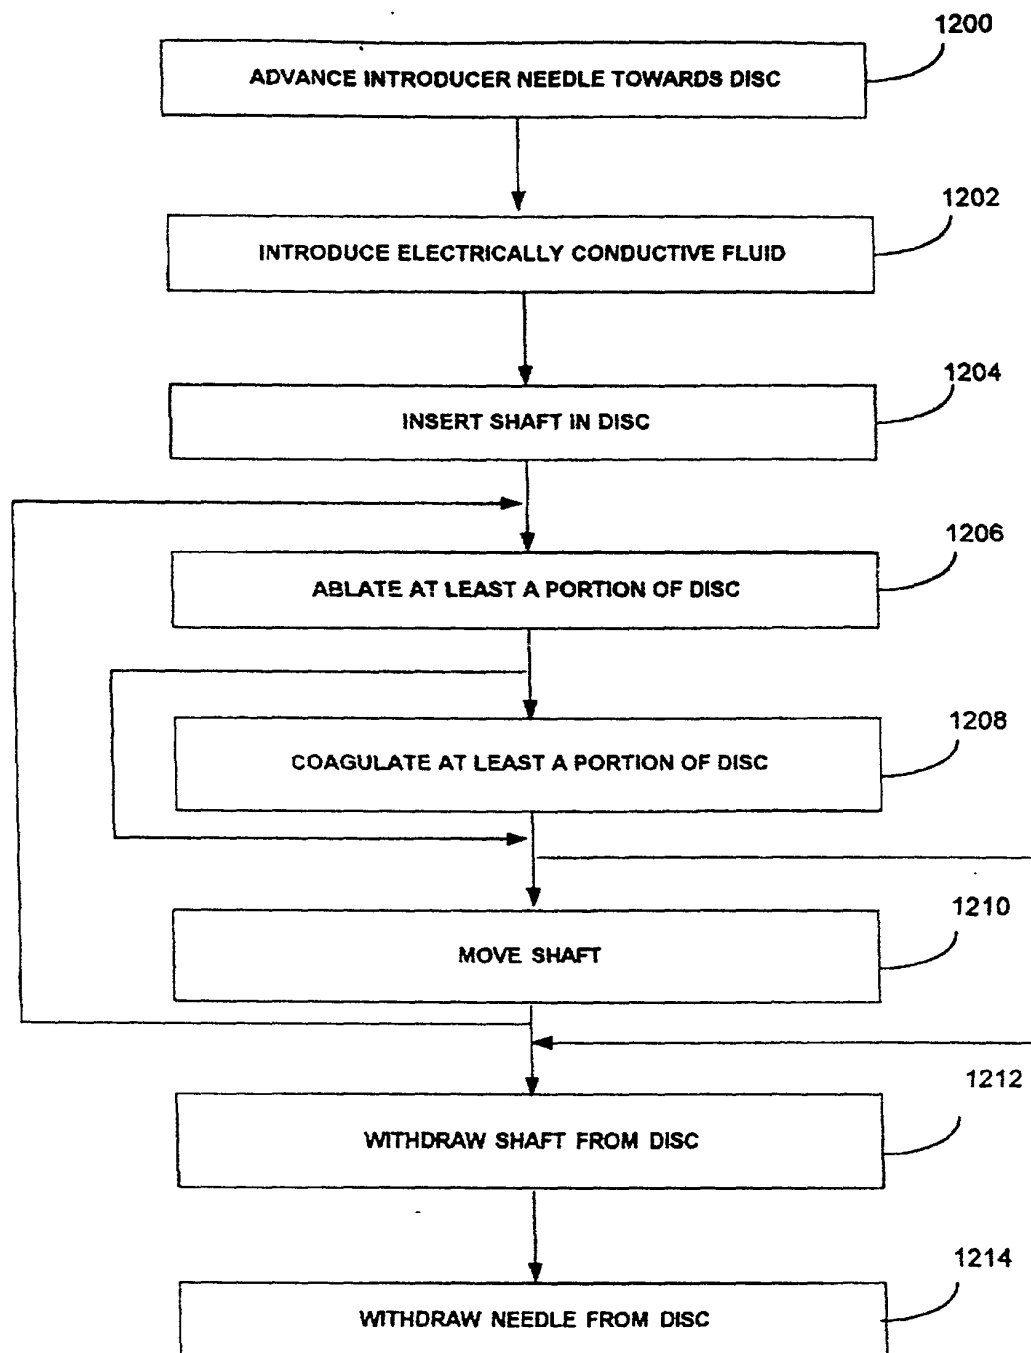 1200
ADVANCE INTRODUCER NEEDLE TOWARDS DISC
1202
INTRODUCE ELECTRICALLY CONDUCTIVE FLUID
1204
INSERT SHAFT IN DISC
1206
ABLATE AT LEAST A PORTION OF DISC
1208
COAGULATE AT LEAST A PORTION OF DISC
1210
MOVE SHAFT
1212
WITHDRAW SHAFT FROM DISC
1214
WITHDRAW NEEDLE FROM DISC